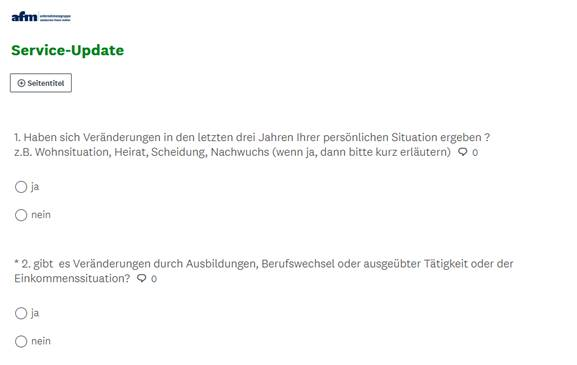 afm unternehmensgruppe
Service-Update
Seitentitel
1. Haben sich Veränderungen in den letzten drei Jahren Ihrer persönlichen Situation ergeben ?
z.B. Wohnsituation, Heirat, Scheidung, Nachwuchs (wenn ja, dann bitte kurz erläutern) 0
ja
nein
* 2. gibt es Veränderungen durch Ausbildungen, Berufswechsel oder ausgeübter Tätigkeit oder der
Einkommenssituation? 0
ja
nein